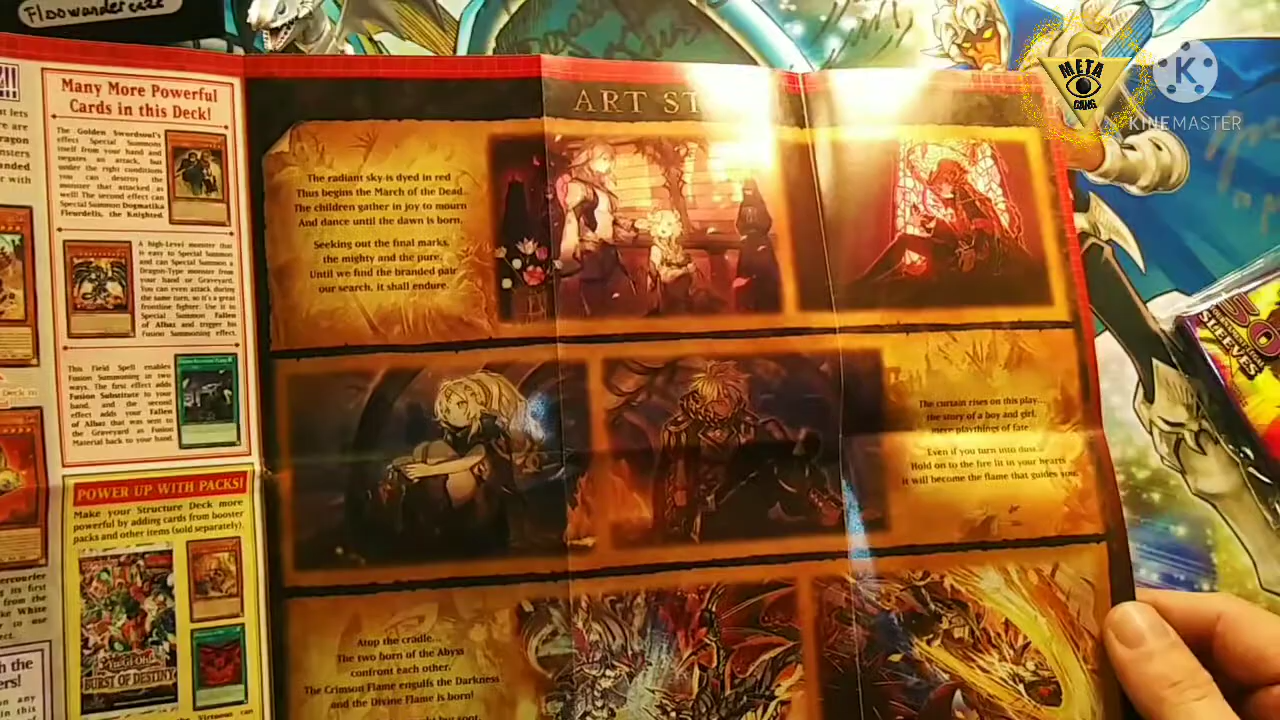 Floowandereeze
META
GANG
K
KINEMASTER
Many More Powerful
Cards in this Deck!
The Golden Swordsoul's
effect Special Summons
itself from your hand and
negates an attack, but
under the right conditions
you can destroy the
monster that attacked as
well! The second effect can
Special Summon Dogmatika
Fleurdelis, the Knighted.
A high-Level monster that
is easy to Special Summon
and can Special Summon a
Dragon-Type monster from
your hand or Graveyard.
You can even attack during
the same turn, so it's a great
frontline fighter. Use it to
Special Summon Fallen
of Albaz and trigger his
Fusion Summoning effect.
This Field Spell enables
Fusion Summoning in two
ways. The first effect adds
Fusion Substitute to your
hand, and the second
effect adds your Fallen
of Albaz that was sent to
the Graveyard as Fusion
Material back to your hand.
POWER UP WITH PACKS!
Make your Structure Deck more
powerful by adding cards from booster
packs and other items (sold separately).
Yu-Gi-Oh!
BURST OF DESTINY
ART ST
The radiant sky is dyed in red
Thus begins the March of the Dead.
The children gather in joy to mourn
And dance until the dawn is born.
Seeking out the final marks,
the mighty and the pure.
Until we find the branded pair
our search, it shall endure.
The curtain rises on this play...
the story of a boy and girl,
mere playthings of fate.
Even if you turn into dust...
Hold on to the fire lit in your hearts
it will become the flame that guides you.
Atop the cradle...
The two born of the Abyss
confront each other.
The Crimson Flame engulfs the Darkness
and the Divine Flame is born!
50
SLEEVES